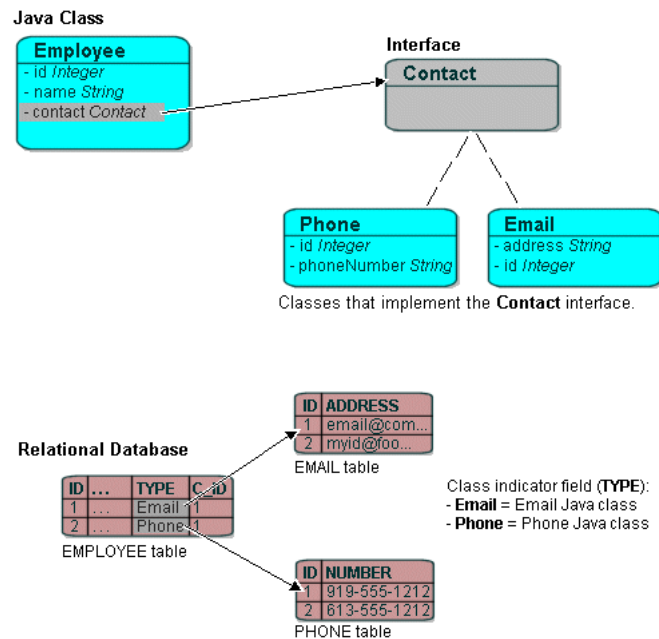 Java Class
Employee
- id Integer
- name String
- contact Contact
Interface
Contact
Phone
- id Integer
- phoneNumber String
Email
- address String
- id Integer
Classes that implement the Contact interface.
Relational Database
ID ADDRESS
1 email@com...
2 myid@foo...
EMAIL table
ID ... TYPE C_ID
1 ... Email 1
2 ... Phone 1
EMPLOYEE table
Class indicator field (TYPE):
- Email = Email Java class
- Phone = Phone Java class
ID NUMBER
1 919-555-1212
2 613-555-1212
PHONE table